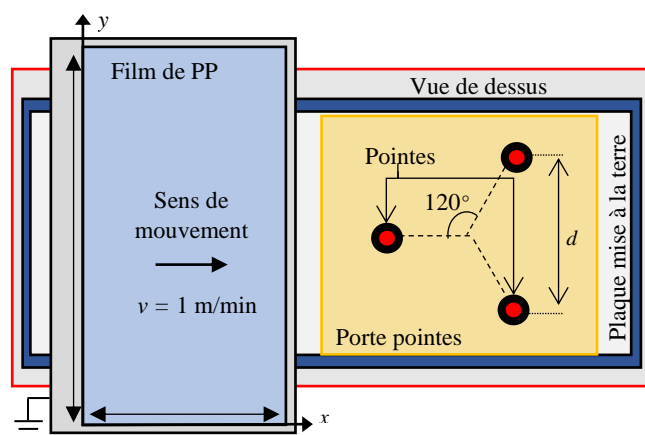 y
Film de PP
Vue de dessus
Pointes
120°
Sens de
mouvement
d
v = 1 m/min
Plaque mise à la terre
Porte pointes
x